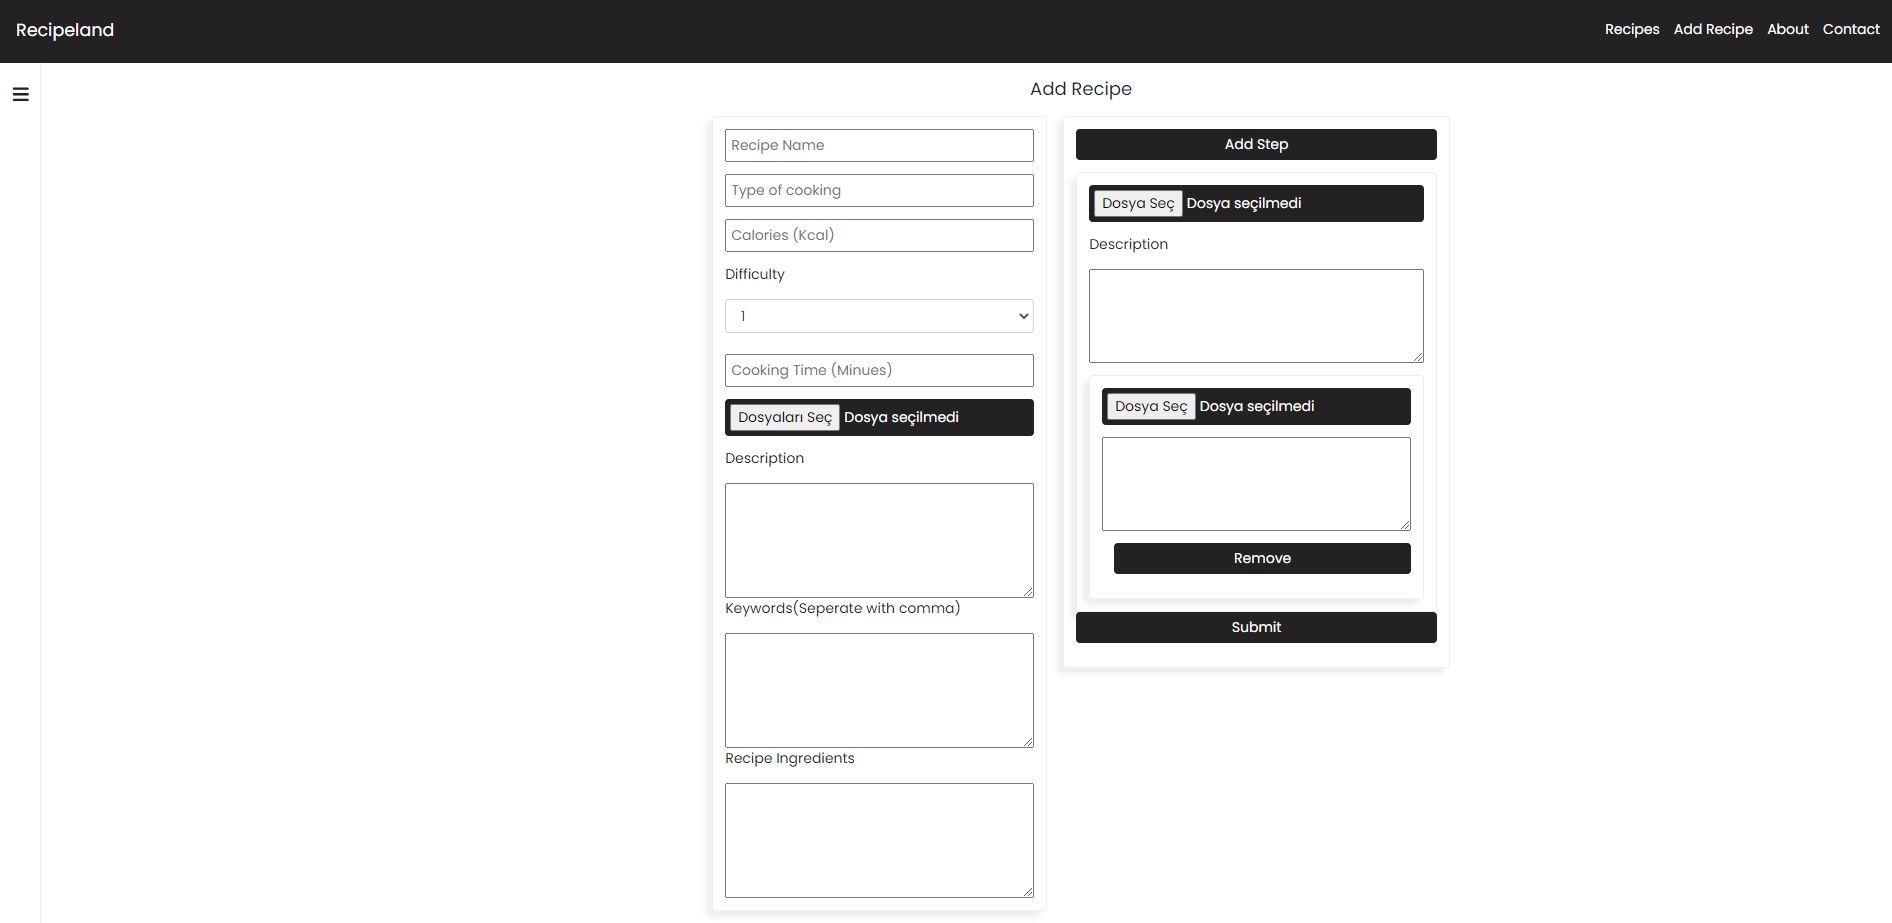 Recipeland
Recipes Add Recipe About Contact
Add Recipe
Recipe Name
Type of cooking
Calories (Kcal)
Difficulty
1
Cooking Time (Minues)
Dosyaları Seç Dosya seçilmedi
Description
Keywords(Seperate with comma)
Recipe Ingredients
Add Step
Dosya Seç Dosya seçilmedi
Description
Dosya Seç Dosya seçilmedi
Remove
Submit